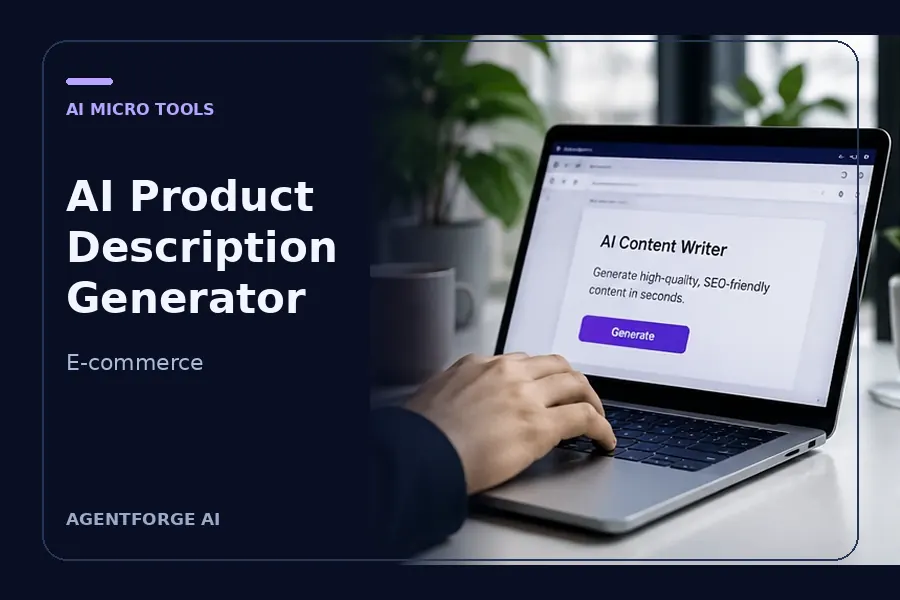 AI MICRO TOOLS
AI Product
Description
Generator
E-commerce
AGENTFORGE AI
AI Content Writer
Generate high-quality, SEO-friendly
content in seconds.
Generate